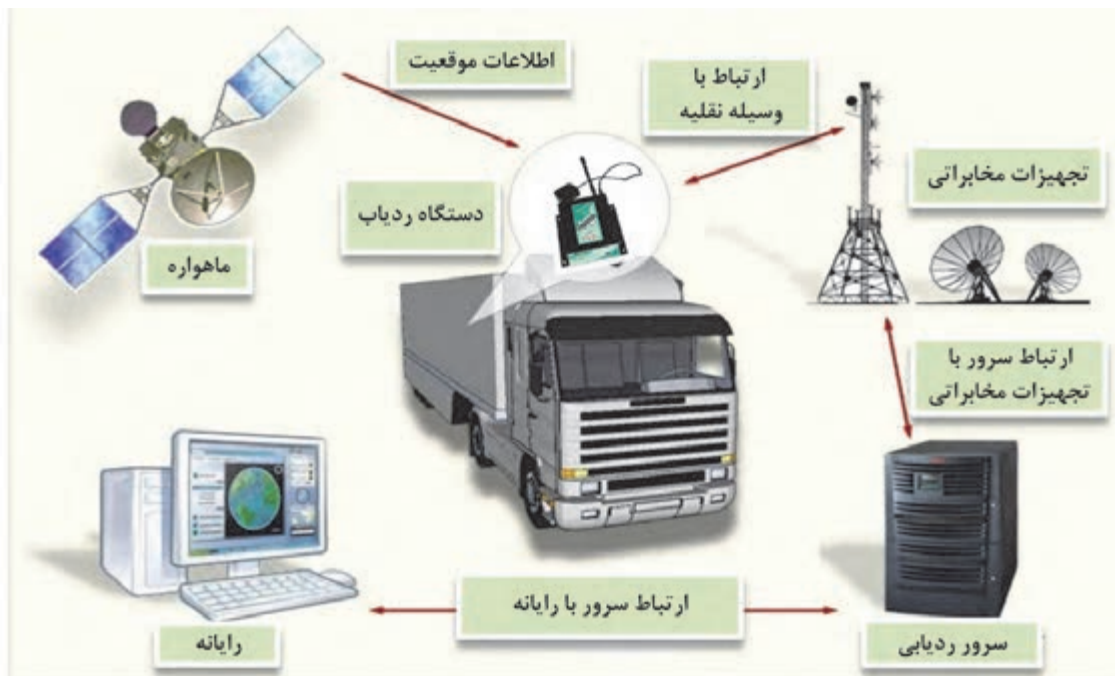 اطلاعات موقعیت
ارتباط با
وسیله نقلیه
تجهیزات مخابراتی
دستگاه ردیاب
ماهواره
ارتباط سرور با
تجهیزات مخابراتی
ارتباط سرور با رایانه
رایانه
سرور ردیابی